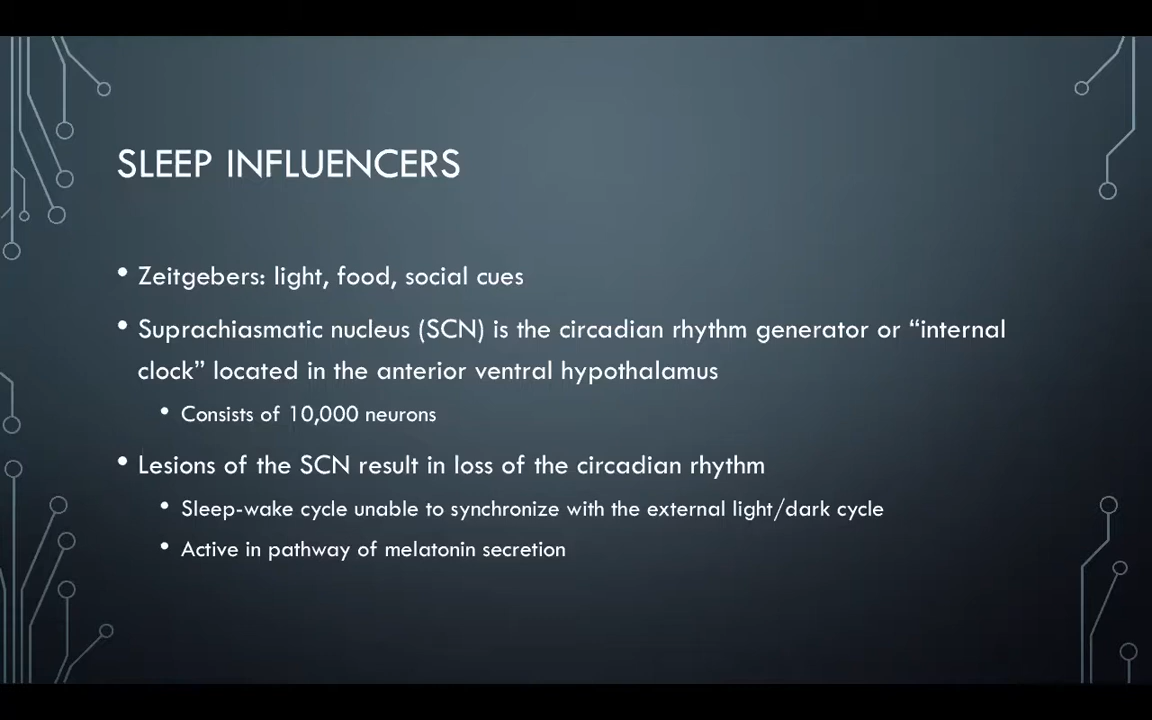 SLEEP INFLUENCERS
• Zeitgebers: light, food, social cues
• Suprachiasmatic nucleus (SCN) is the circadian rhythm generator or “internal
clock” located in the anterior ventral hypothalamus
• Consists of 10,000 neurons
• Lesions of the SCN result in loss of the circadian rhythm
• Sleep-wake cycle unable to synchronize with the external light/dark cycle
• Active in pathway of melatonin secretion